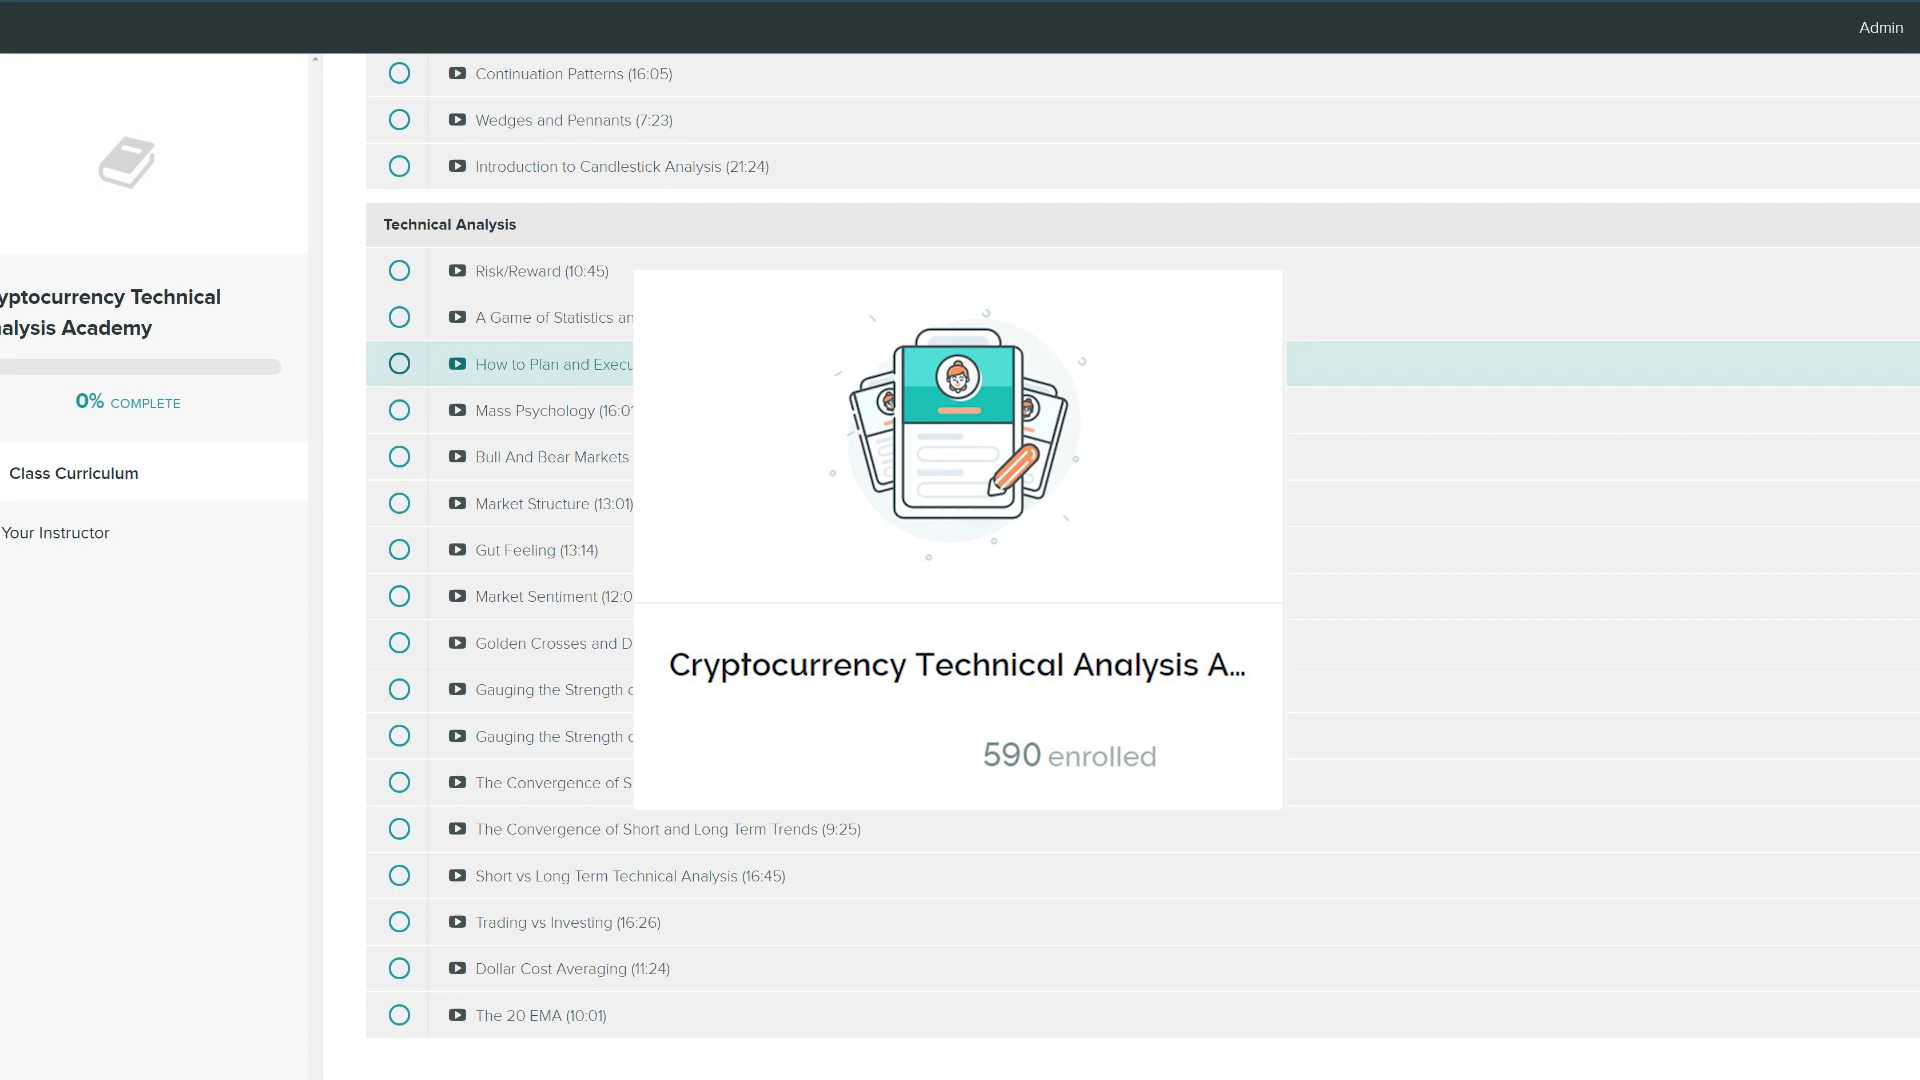 Admin
Continuation Patterns (16:05)
Wedges and Pennants (7:23)
Introduction to Candlestick Analysis (21:24)
Technical Analysis
Risk/Reward (10:45)
A Game of Statistics
How to Plan and
Mass Psychology (16:01
Bull And Bear Markets
Market Structure (13:01)
Gut Feeling (13:14)
Market Sentiment (12:0
Golden Crosses and
Gauging the Strength
Gauging the Strength
The Convergence of
The Convergence of Short and Long Term Trends (9:25)
Short vs Long Term Technical Analysis (16:45)
Trading vs Investing (16:26)
Dollar Cost Averaging (11:24)
The 20 EMA (10:01)
yptocurrency Technical
alysis Academy
0% COMPLETE
Class Curriculum
Your Instructor
Cryptocurrency Technical Analysis A...
590 enrolled